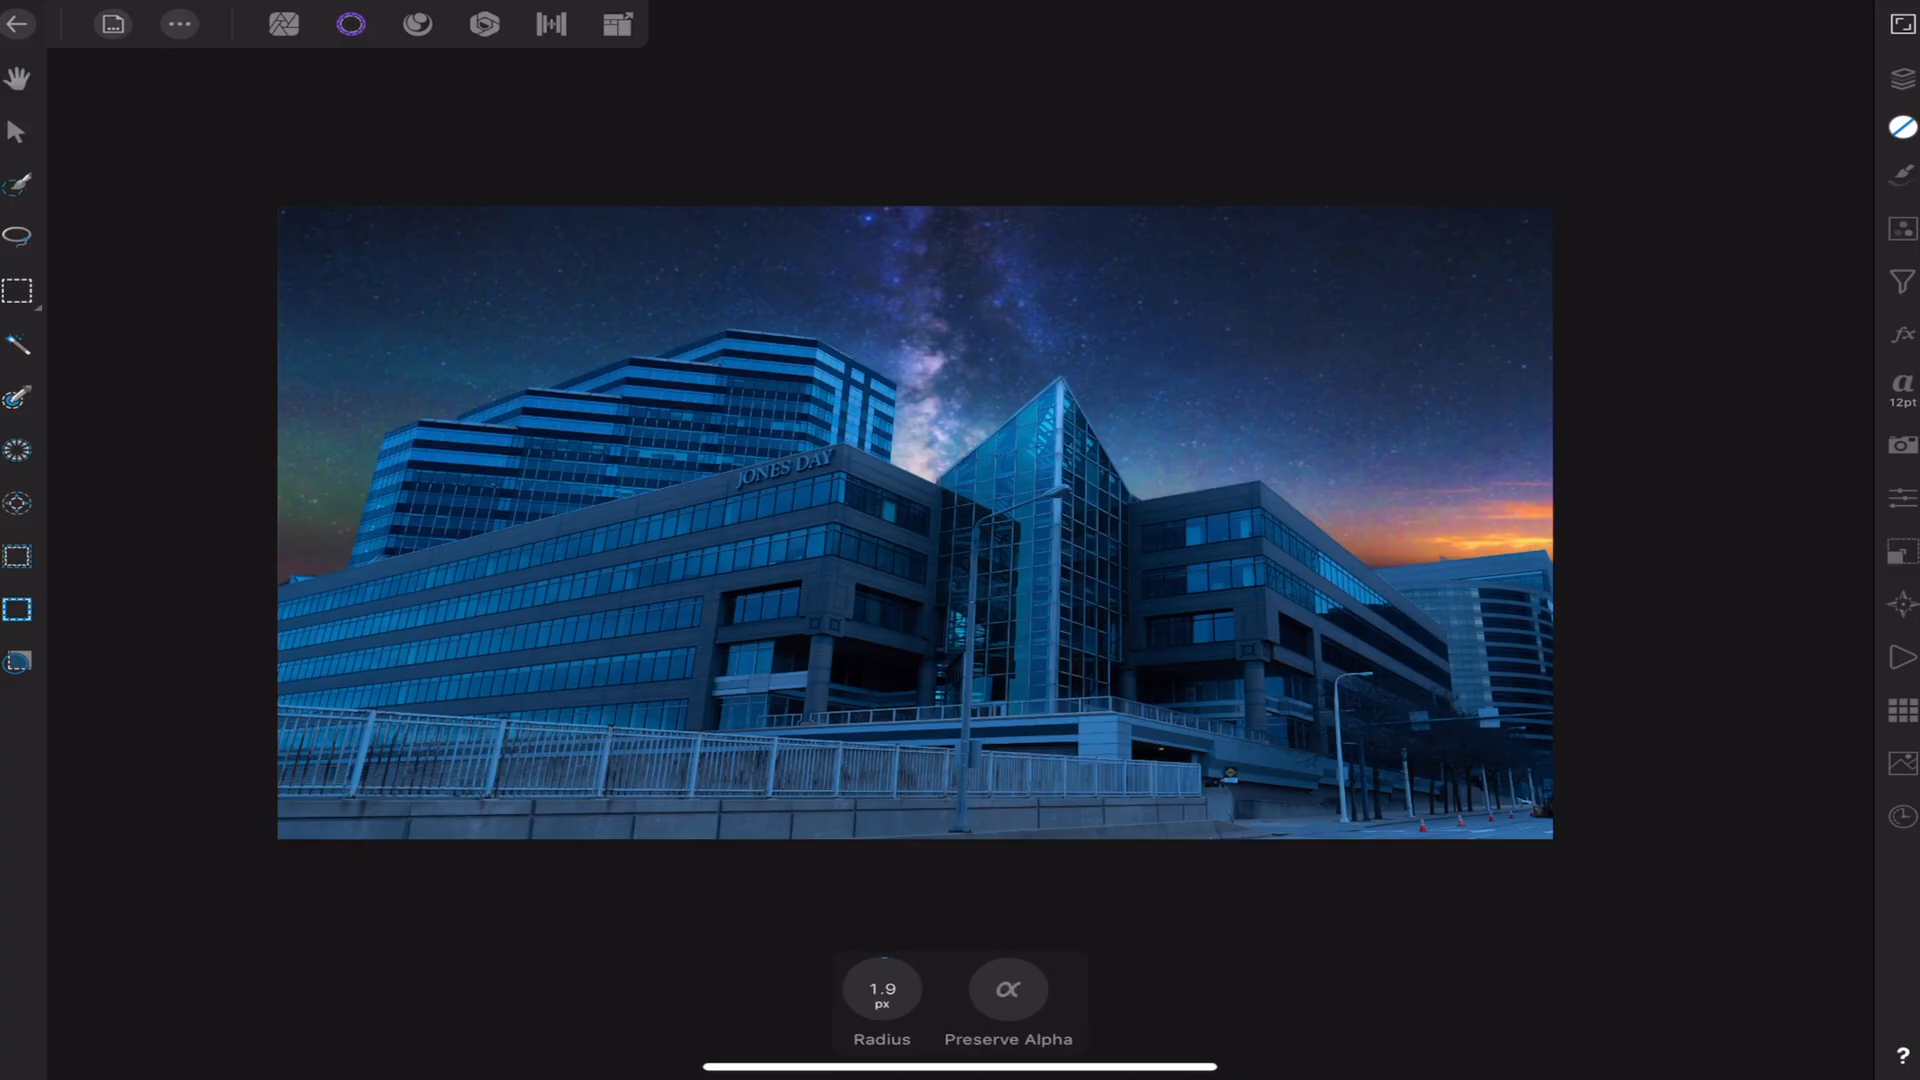 a
12pt
JONES DAY
1.9
px
α
Radius
Preserve Alpha
?